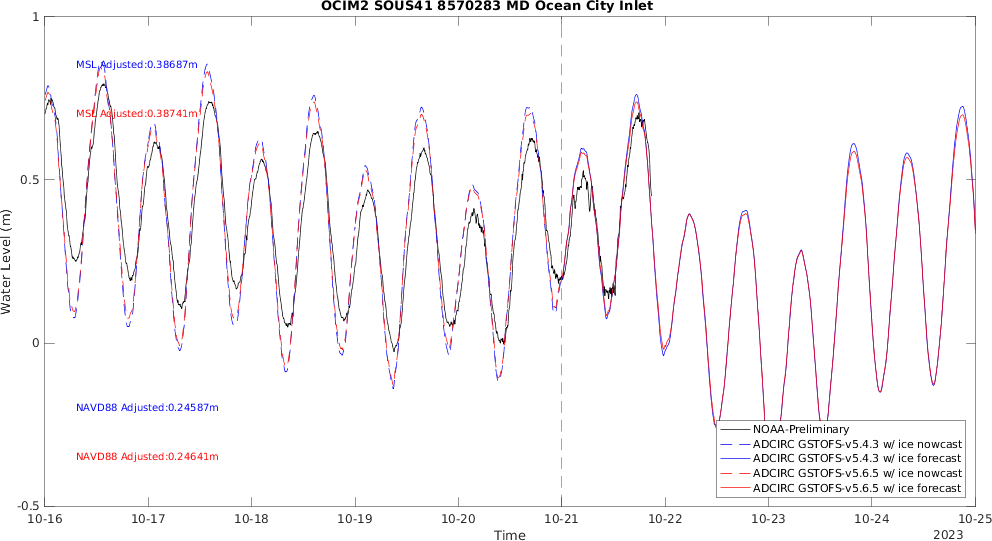 OCIM2 SOUS41 8570283 MD Ocean City Inlet
1
MSL Adjusted:0.38687m
MSL Adjusted:0.38741m
0.5
Water Level (m)
0
NAVD88 Adjusted:0.24587m
NAVD88 Adjusted:0.24641m
NOAA-Preliminary
ADCIRC GSTOFS-v5.4.3 w/ ice nowcast
ADCIRC GSTOFS-v5.4.3 w/ ice forecast
ADCIRC GSTOFS-v5.6.5 w/ ice nowcast
ADCIRC GSTOFS-v5.6.5 w/ ice forecast
-0.5
10-16 10-17 10-18 10-19 10-20 10-21 10-22 10-23 10-24 10-25
Time
2023